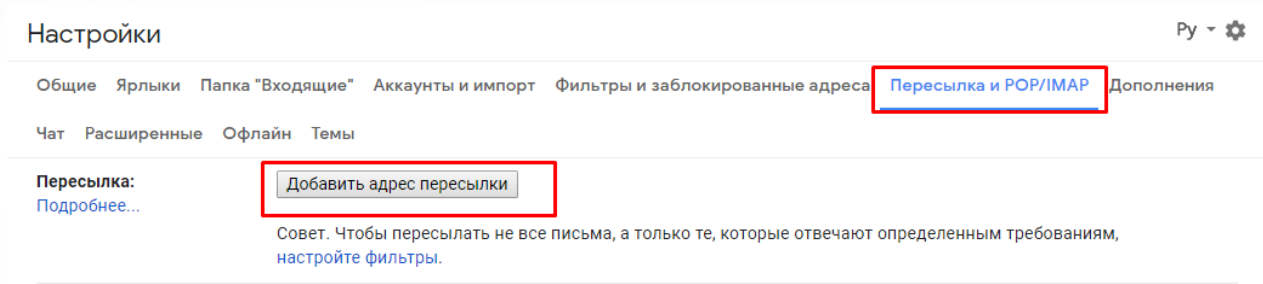 Настройки
Ру
Общие Ярлыки Папка "Входящие" Аккаунты и импорт Фильтры и заблокированные адреса Пересылка и POP/IMAP Дополнения
Чат Расширенные Офлайн Темы
Пересылка: Добавить адрес пересылки
Подробнее...
Совет. Чтобы пересылать не все письма, а только те, которые отвечают определенным требованиям,
настройте фильтры.